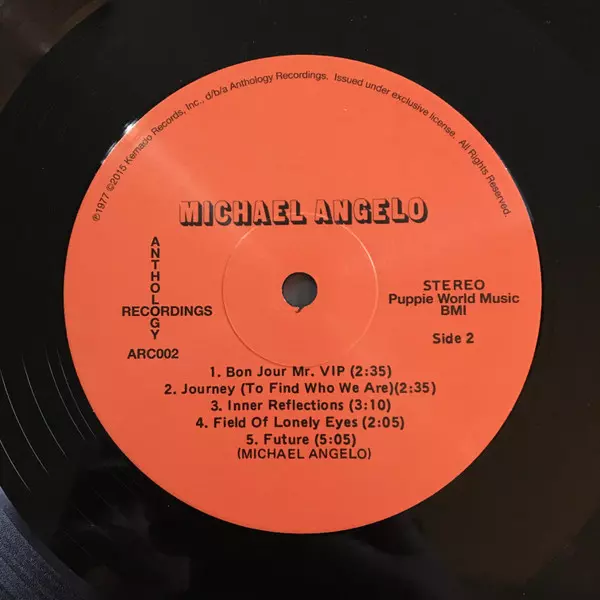 ℗1977 ©2015 Kemado Records, Inc., d/b/a Anthology Recordings. Issued under exclusive license. All Rights Reserved.
MICHAEL ANGELO
ANTHOLOGY
RECORDINGS
ARC002
STEREO
Puppie World Music
BMI
Side 2
1. Bon Jour Mr. VIP (2:35)
2. Journey (To Find Who We Are)(2:35)
3. Inner Reflections (3:10)
4. Field Of Lonely Eyes (2:05)
5. Future (5:05)
(MICHAEL ANGELO)